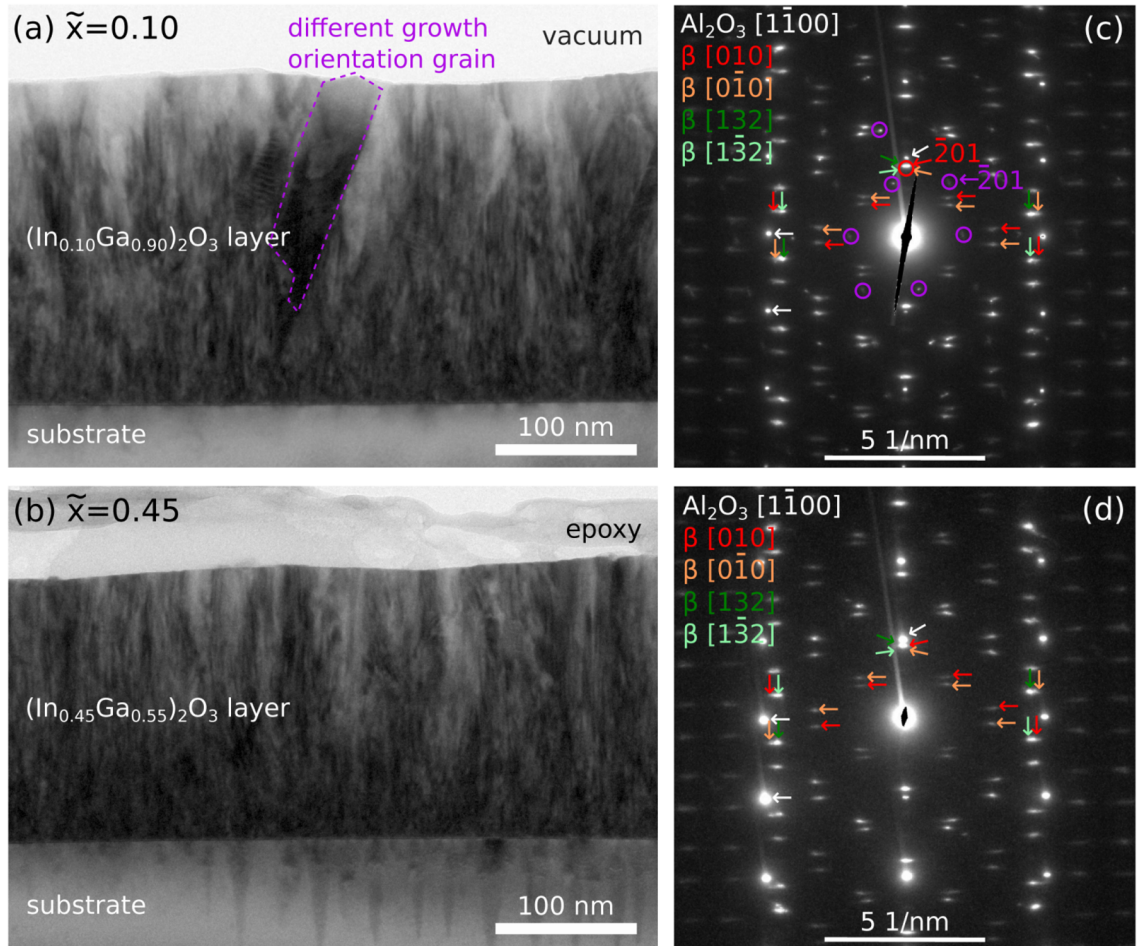 (a) x̃=0.10
different growth
orientation grain
vacuum
(In₀.₁₀Ga₀.₉₀)₂O₃ layer
substrate
100 nm
(c)
Al₂O₃ [11̄00]
β [010]
β [01̄0]
β [132]
β [13̄2]
2̄01
2̄01
5 1/nm
(b) x̃=0.45
epoxy
(In₀.₄₅Ga₀.₅₅)₂O₃ layer
substrate
100 nm
(d)
Al₂O₃ [11̄00]
β [010]
β [01̄0]
β [132]
β [13̄2]
5 1/nm